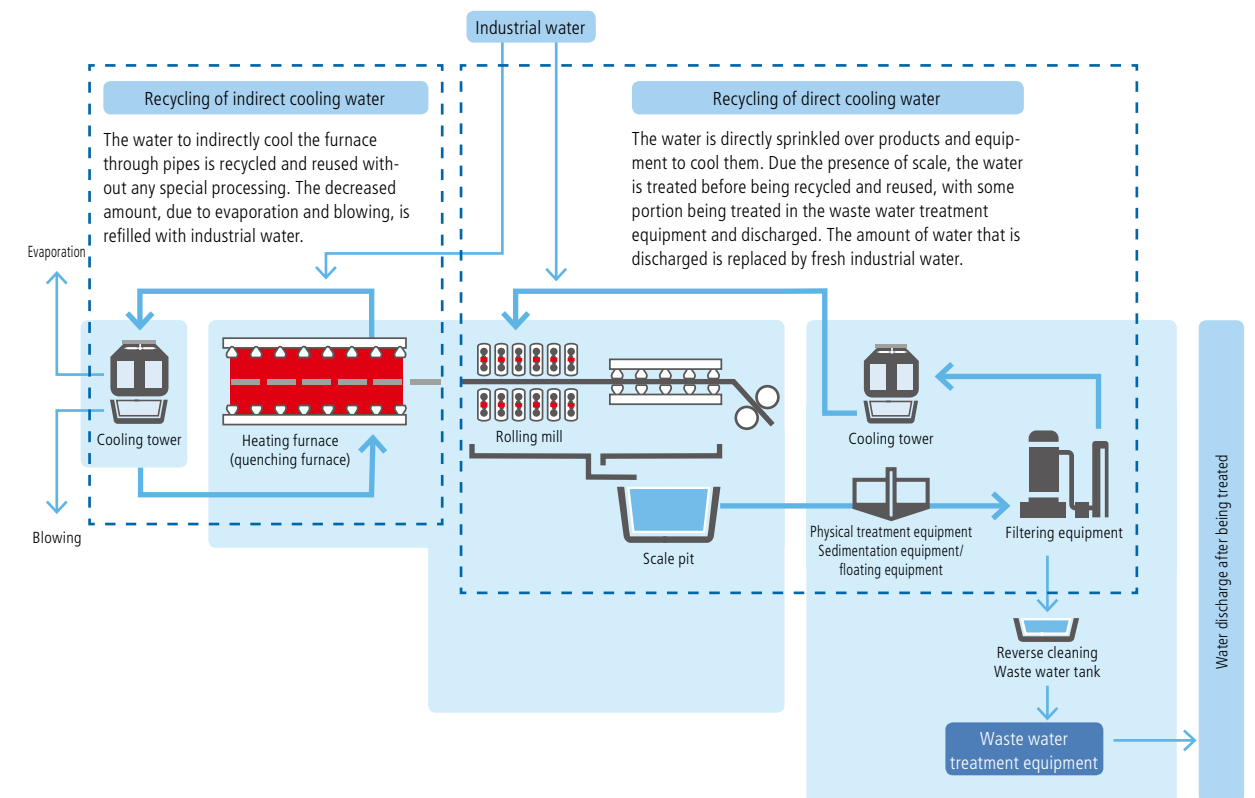 Industrial water
Recycling of indirect cooling water
The water to indirectly cool the furnace
through pipes is recycled and reused with-
out any special processing. The decreased
amount, due to evaporation and blowing, is
refilled with industrial water.
Recycling of direct cooling water
The water is directly sprinkled over products and equip-
ment to cool them. Due the presence of scale, the water
is treated before being recycled and reused, with some
portion being treated in the waste water treatment
equipment and discharged. The amount of water that is
discharged is replaced by fresh industrial water.
Evaporation
Blowing
Cooling tower
Heating furnace
(quenching furnace)
Rolling mill
Scale pit
Cooling tower
Physical treatment equipment
Sedimentation equipment/
floating equipment
Filtering equipment
Reverse cleaning
Waste water tank
Waste water
treatment equipment
Water discharge after being treated